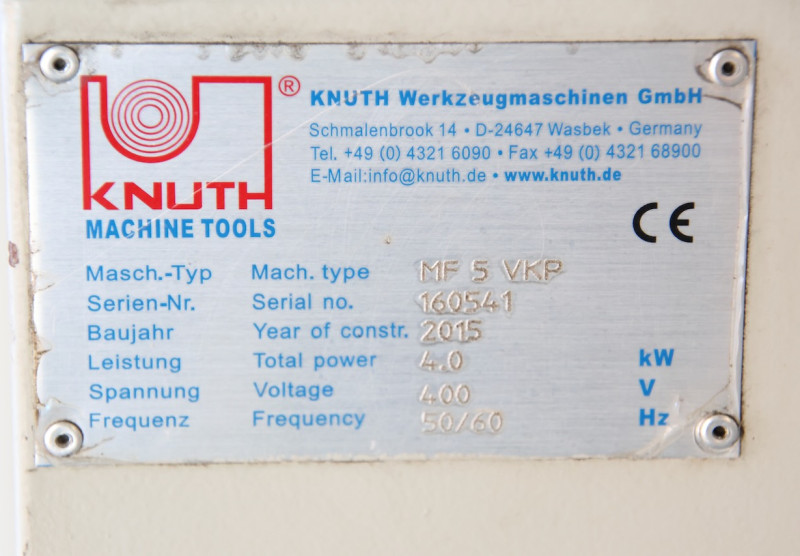 KNUTH
MACHINE TOOLS
®
KNUTH Werkzeugmaschinen GmbH
Schmalenbrook 14 • D-24647 Wasbek • Germany
Tel. +49 (0) 4321 6090 • Fax +49 (0) 4321 68900
E-Mail:info@knuth.de • www.knuth.de
CE
Masch.-Typ Mach. type MF 5 VKP
Serien-Nr. Serial no. 160541
Baujahr Year of constr. 2015
Leistung Total power 4.0 kW
Spannung Voltage 400 V
Frequenz Frequency 50/60 Hz